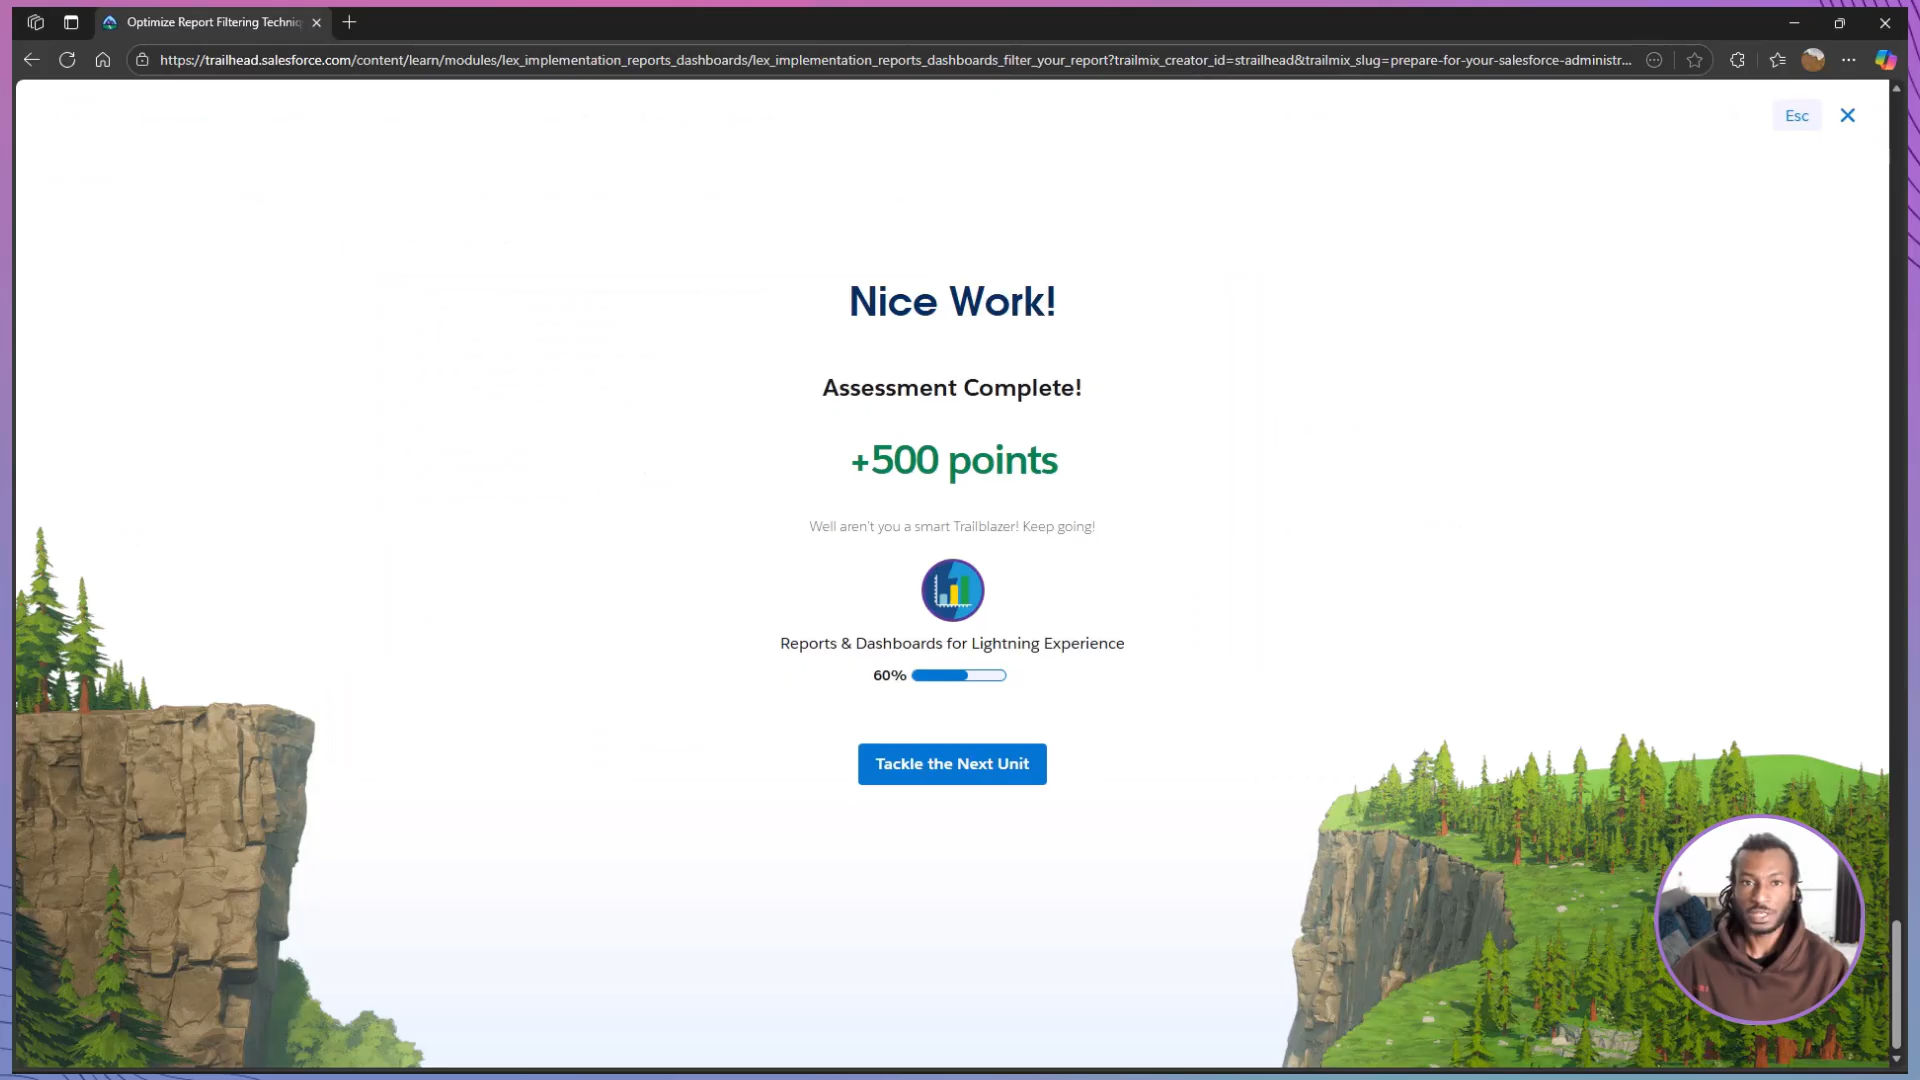 Optimize Report Filtering Techniq
https://trailhead.salesforce.com/content/learn/modules/lex_implementation_reports_dashboards/lex_implementation_reports_dashboards_filter_your_report?trailmix_creator_id=strailhead&trailmix_slug=prepare-for-your-salesforce-administr...
Esc
Nice Work!
Assessment Complete!
+500 points
Well aren't you a smart Trailblazer! Keep going!
Reports & Dashboards for Lightning Experience
60%
Tackle the Next Unit